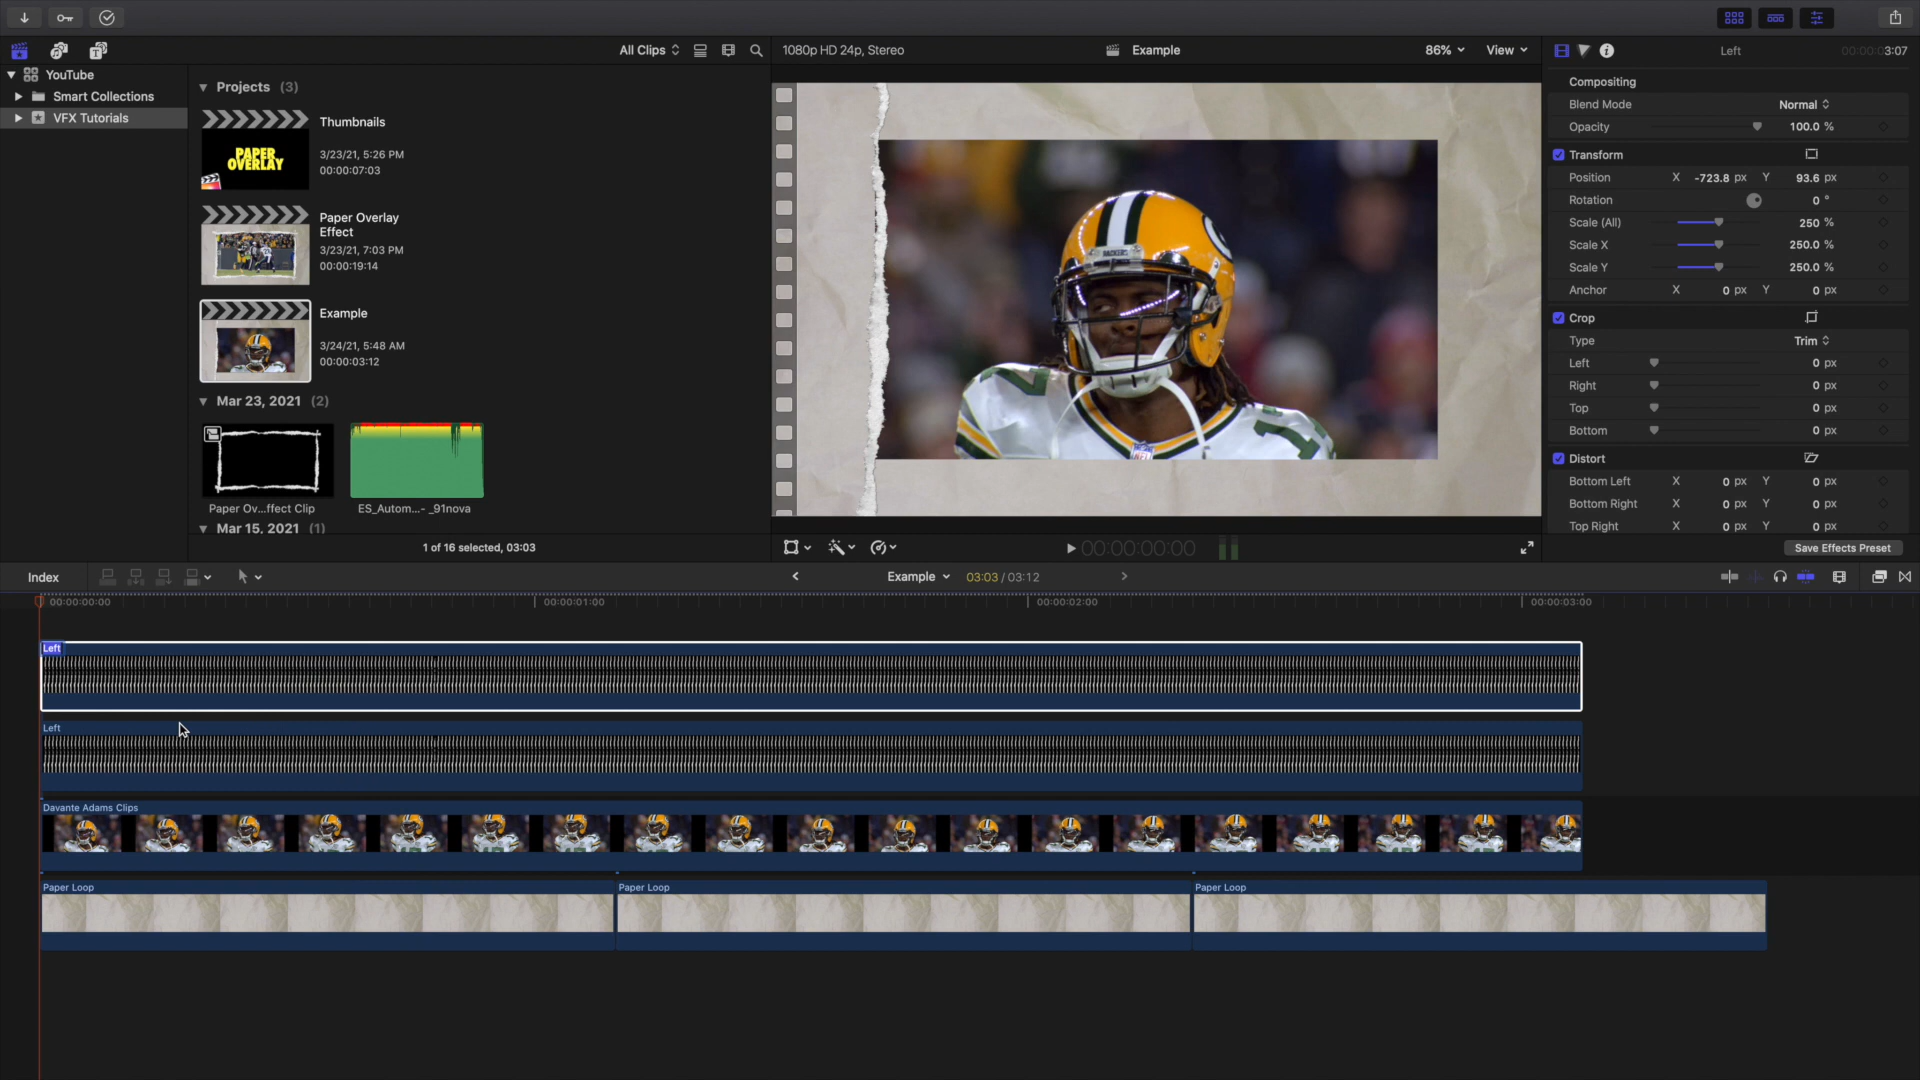 All Clips
1080p HD 24p, Stereo
Example
86%
View
Left
00:00:03:07
YouTube
Smart Collections
VFX Tutorials
Projects (3)
Thumbnails
3/23/21, 5:26 PM
00:00:07:03
PAPER
OVERLAY
Paper Overlay
Effect
3/23/21, 7:03 PM
00:00:19:14
Example
3/24/21, 5:48 AM
00:00:03:12
Mar 23, 2021 (2)
Paper Ov...ffect Clip
ES_Autom...- _91nova
Mar 15, 2021 (1)
1 of 16 selected, 03:03
PACKERS
G
NFL
00:00:00:00
Compositing
Blend Mode Normal
Opacity 100.0 %
Transform
Position X -723.8 px Y 93.6 px
Rotation 0 °
Scale (All) 250 %
Scale X 250.0 %
Scale Y 250.0 %
Anchor X 0 px Y 0 px
Crop
Type Trim
Left 0 px
Right 0 px
Top 0 px
Bottom 0 px
Distort
Bottom Left X 0 px Y 0 px
Bottom Right X 0 px Y 0 px
Top Right X 0 px Y 0 px
Save Effects Preset
Index
Example
03:03 / 03:12
00:00:00:00
00:00:01:00
00:00:02:00
00:00:03:00
Left
Left
Davante Adams Clips
Paper Loop
Paper Loop
Paper Loop